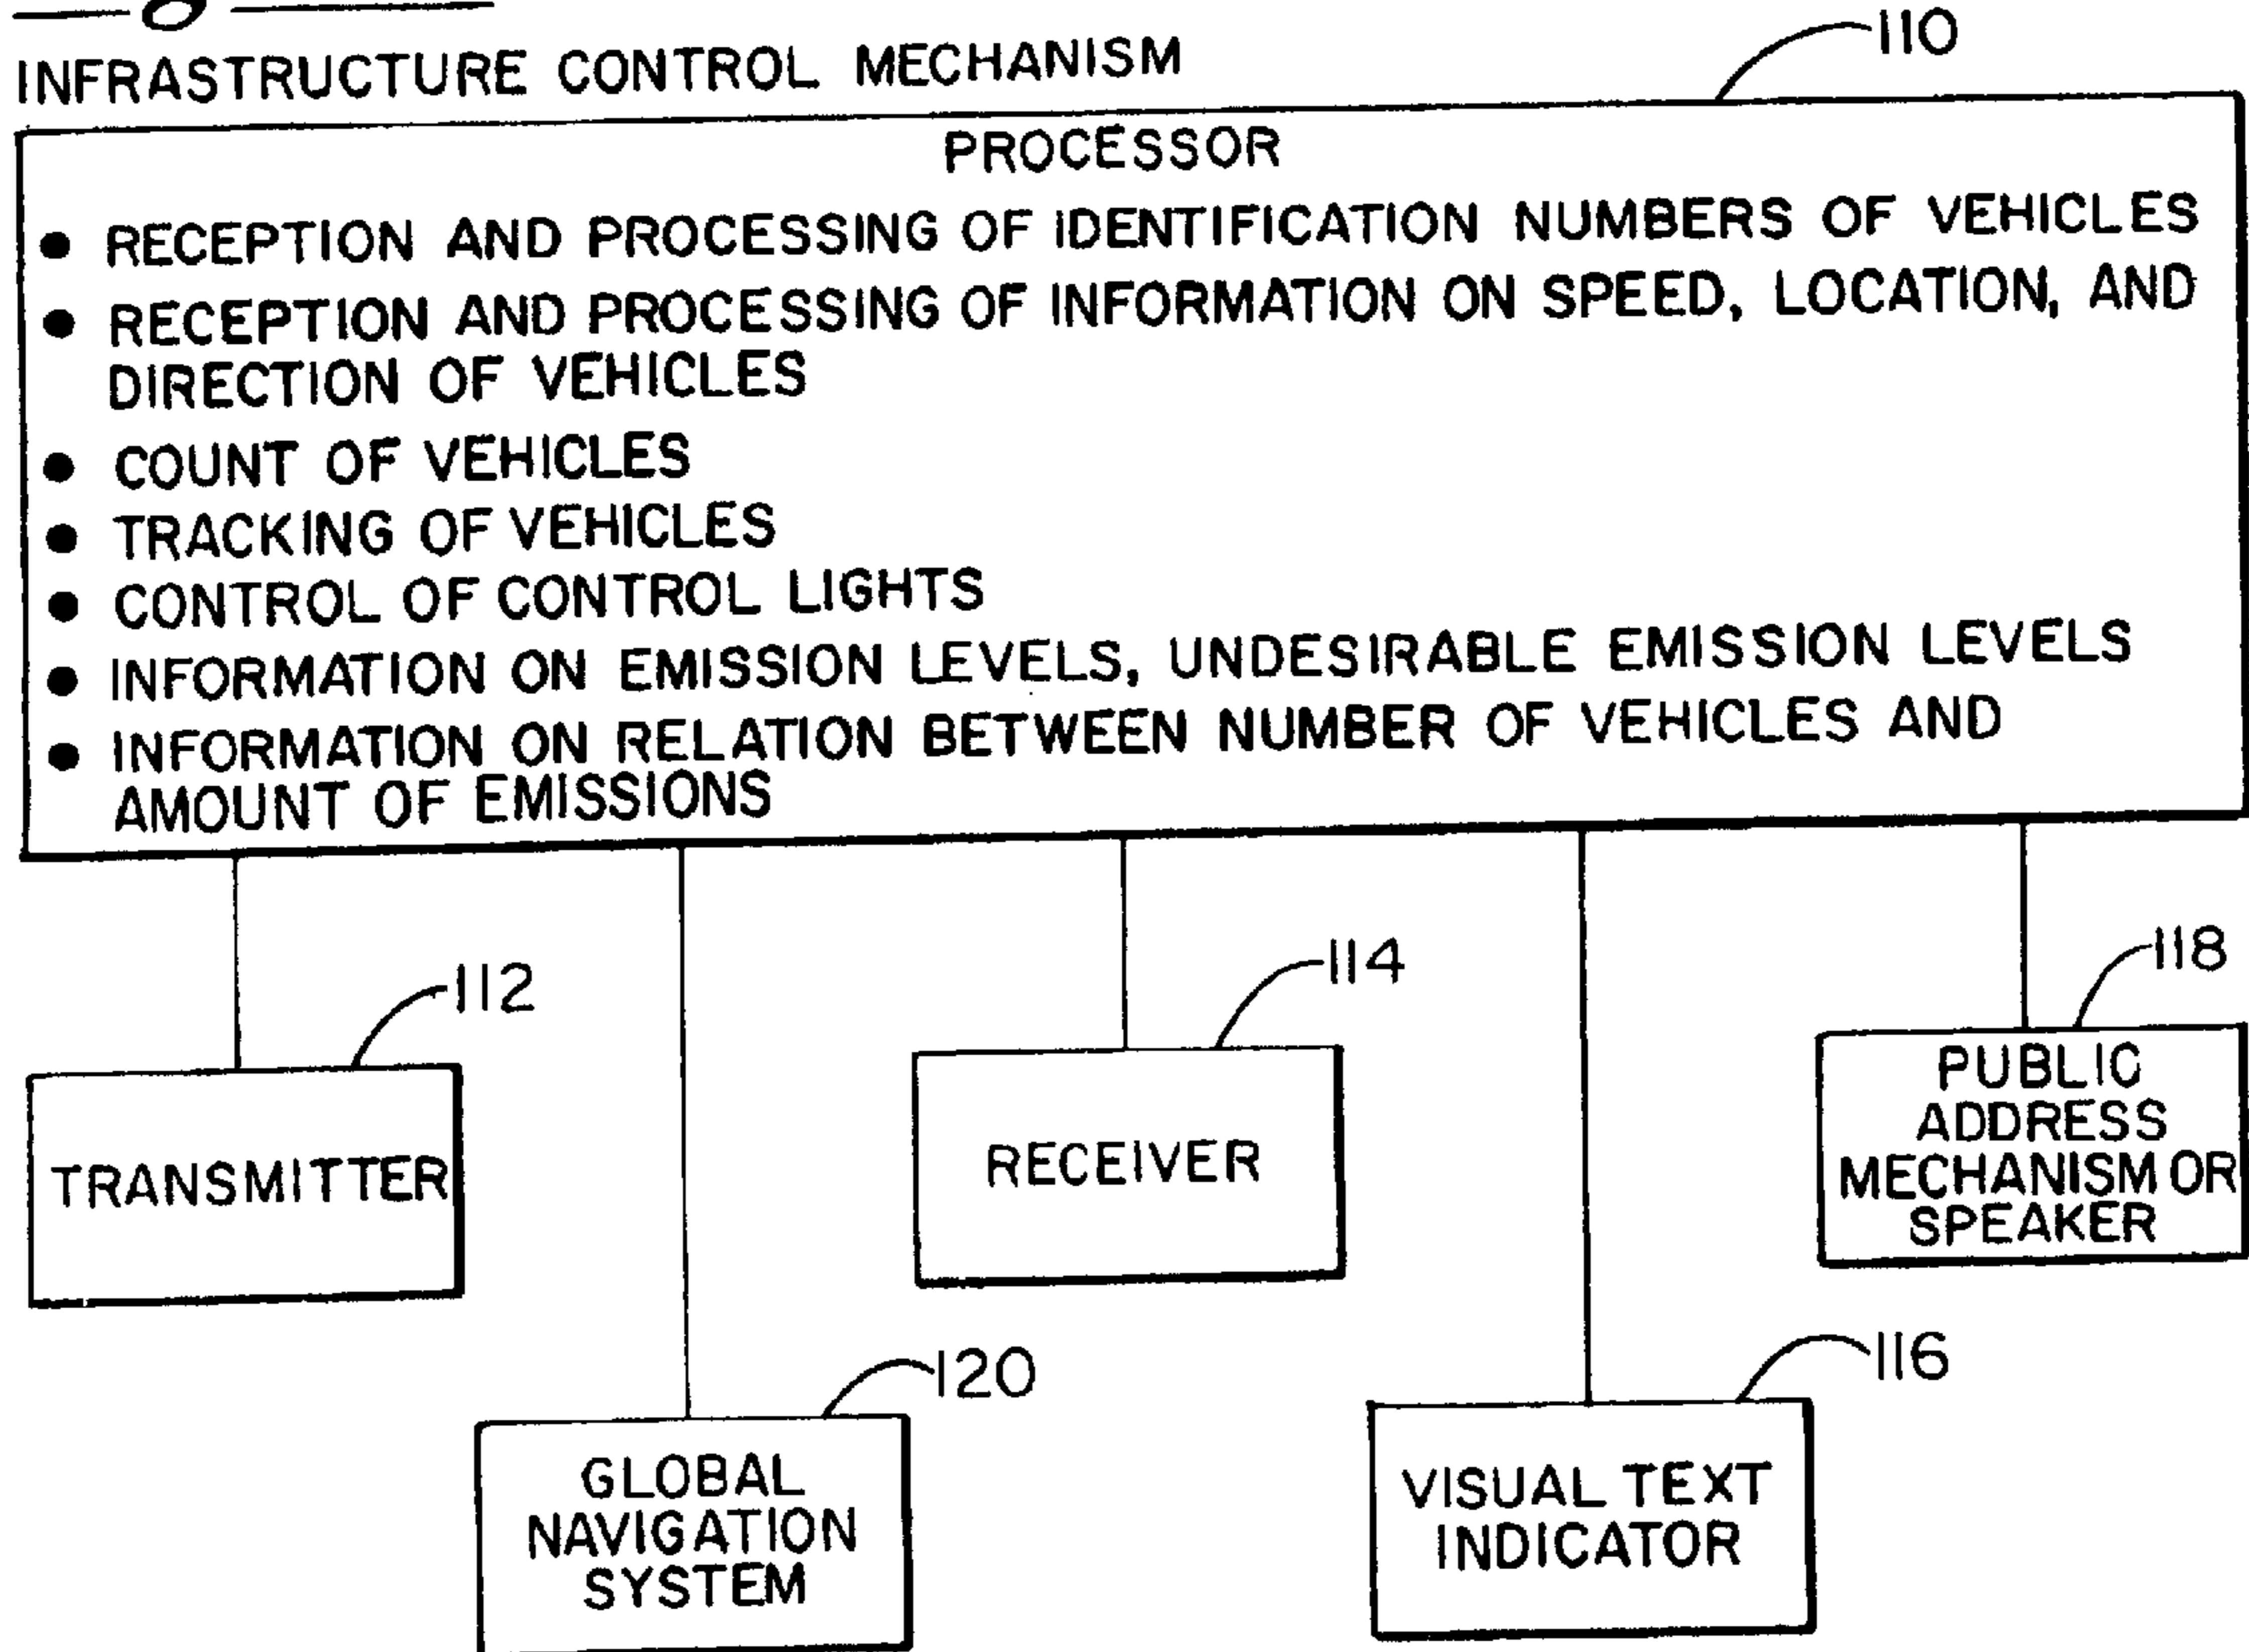 INFRASTRUCTURE CONTROL MECHANISM
110
PROCESSOR
• RECEPTION AND PROCESSING OF IDENTIFICATION NUMBERS OF VEHICLES
• RECEPTION AND PROCESSING OF INFORMATION ON SPEED, LOCATION, AND
DIRECTION OF VEHICLES
• COUNT OF VEHICLES
• TRACKING OF VEHICLES
• CONTROL OF CONTROL LIGHTS
• INFORMATION ON EMISSION LEVELS, UNDESIRABLE EMISSION LEVELS
• INFORMATION ON RELATION BETWEEN NUMBER OF VEHICLES AND
AMOUNT OF EMISSIONS
112
TRANSMITTER
114
RECEIVER
118
PUBLIC
ADDRESS
MECHANISM OR
SPEAKER
120
GLOBAL
NAVIGATION
SYSTEM
116
VISUAL TEXT
INDICATOR